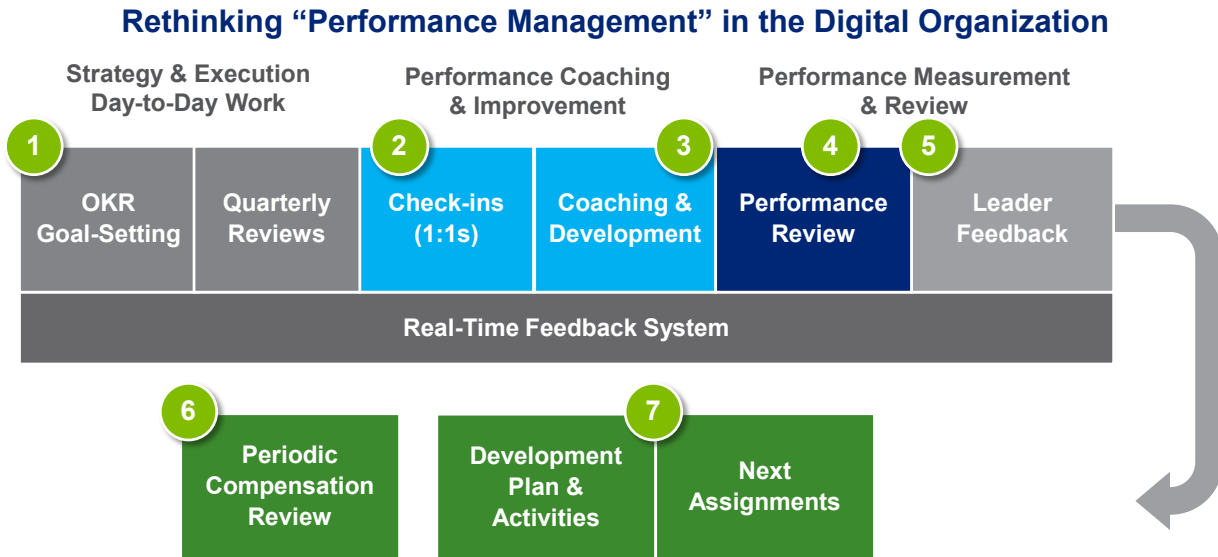 Rethinking “Performance Management” in the Digital Organization
Strategy & Execution
Day-to-Day Work
Performance Coaching
& Improvement
Performance Measurement
& Review
1
2
3
4
5
OKR
Goal-Setting
Quarterly
Reviews
Check-ins
(1:1s)
Coaching &
Development
Performance
Review
Leader
Feedback
Real-Time Feedback System
6
7
Periodic
Compensation
Review
Development
Plan &
Activities
Next
Assignments